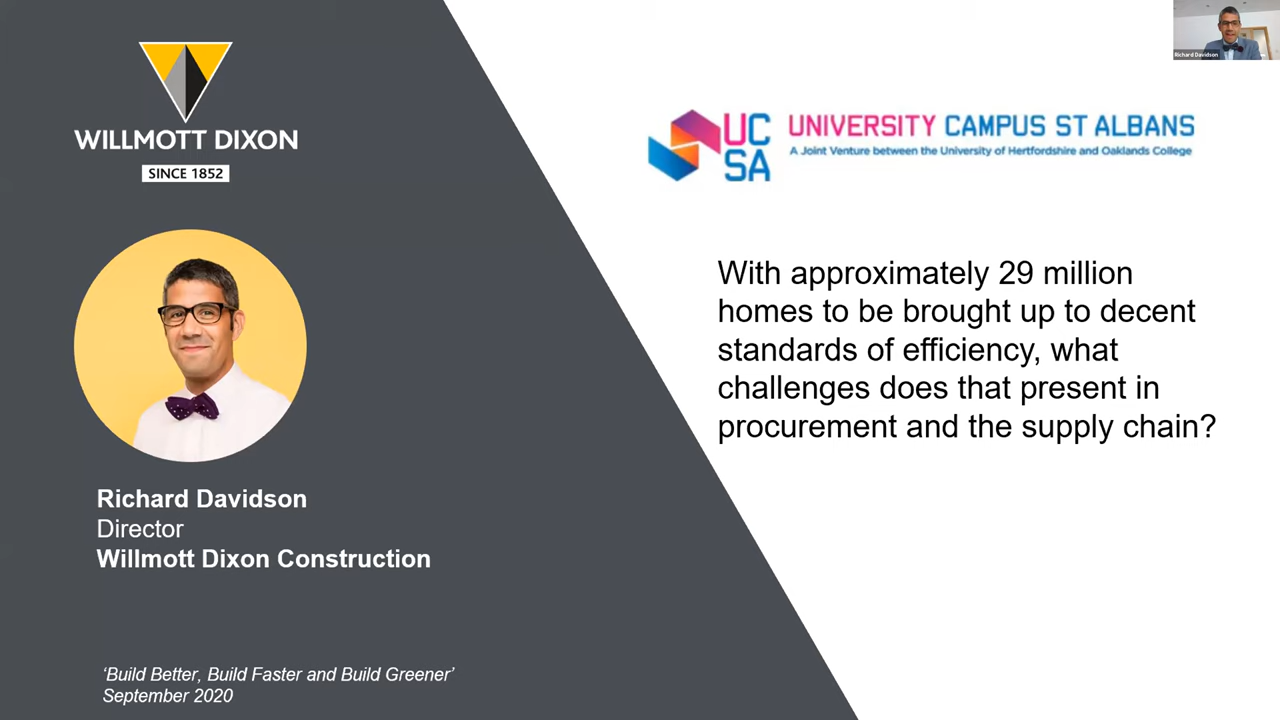 WILLMOTT DIXON
SINCE 1852
Richard Davidson
Director
Willmott Dixon Construction
'Build Better, Build Faster and Build Greener'
September 2020
UC
SA
UNIVERSITY CAMPUS ST ALBANS
A Joint Venture between the University of Hertfordshire and Oaklands College
With approximately 29 million
homes to be brought up to decent
standards of efficiency, what
challenges does that present in
procurement and the supply chain?
Richard Davidson